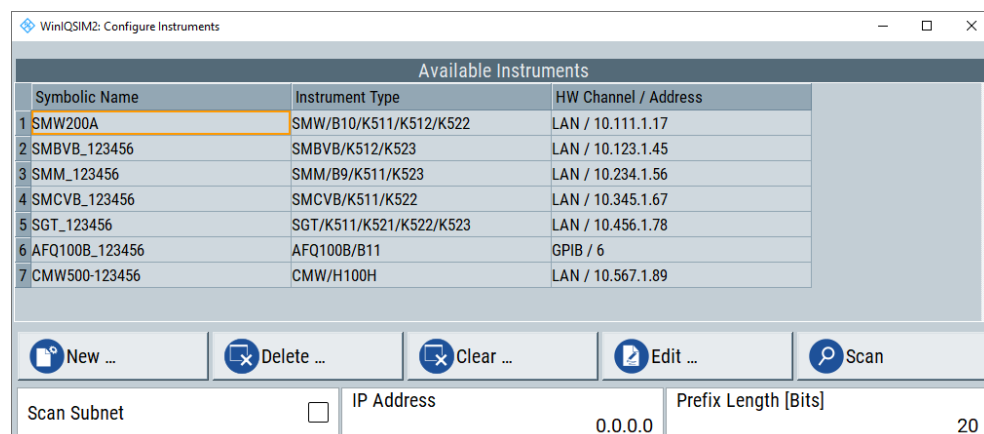 WinIQSIM2: Configure Instruments
Available Instruments
Symbolic Name Instrument Type HW Channel / Address
1 SMW200A SMW/B10/K511/K512/K522 LAN / 10.111.1.17
2 SMBVB_123456 SMBVB/K512/K523 LAN / 10.123.1.45
3 SMM_123456 SMM/B9/K511/K523 LAN / 10.234.1.56
4 SMCVB_123456 SMCVB/K511/K522 LAN / 10.345.1.67
5 SGT_123456 SGT/K511/K521/K522/K523 LAN / 10.456.1.78
6 AFQ100B_123456 AFQ100B/B11 GPIB / 6
7 CMW500-123456 CMW/H100H LAN / 10.567.1.89
New ... Delete ... Clear ... Edit ... Scan
Scan Subnet IP Address Prefix Length [Bits]
0.0.0.0 20